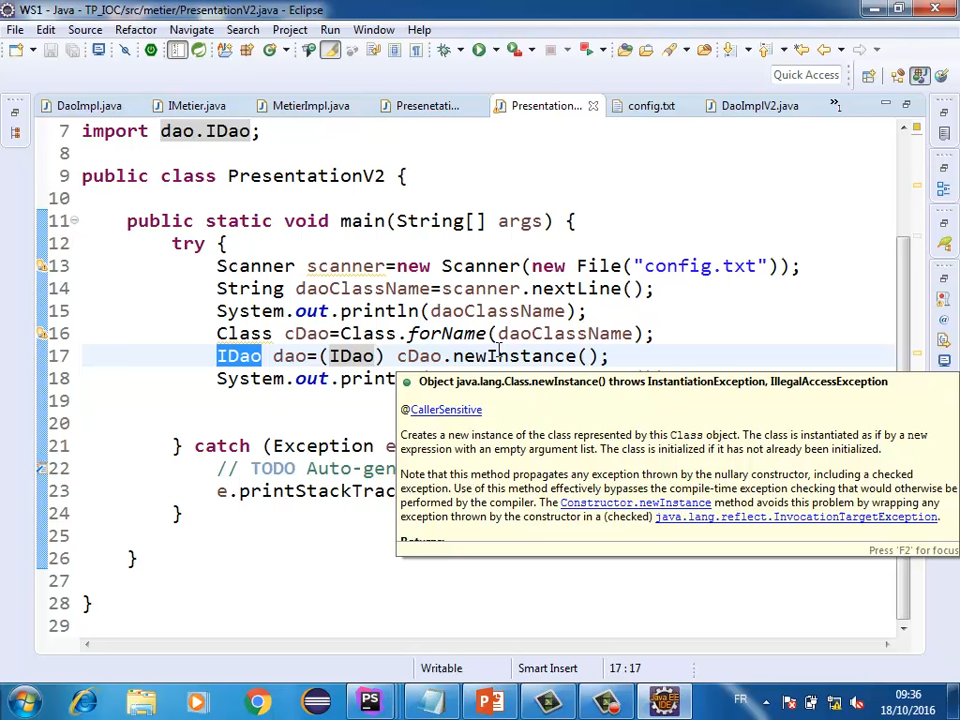 WS1 - Java - TP_IOC/src/metier/PresentationV2.java - Eclipse
File Edit Source Refactor Navigate Search Project Run Window Help
Quick Access
DaoImpl.java IMetier.java MetierImpl.java Presenetati... Presentation... config.txt DaoImplV2.java »1
7 import dao.IDao;
8
9 public class PresentationV2 {
10
11 public static void main(String[] args) {
12 try {
13 Scanner scanner=new Scanner(new File("config.txt"));
14 String daoClassName=scanner.nextLine();
15 System.out.println(daoClassName);
16 Class cDao=Class.forName(daoClassName);
17 IDao dao=(IDao) cDao.newInstance();
18 System.out.print
Object java.lang.Class.newInstance() throws InstantiationException, IllegalAccessException
19
@CallerSensitive
20
Creates a new instance of the class represented by this Class object. The class is instantiated as if by a new
expression with an empty argument list. The class is initialized if it has not already been initialized.
21 } catch (Exception e
22 // TODO Auto-gen
Note that this method propagates any exception thrown by the nullary constructor, including a checked
exception. Use of this method effectively bypasses the compile-time exception checking that would otherwise be
23 e.printStackTrac
performed by the compiler. The Constructor.newInstance method avoids this problem by wrapping any
exception thrown by the constructor in a (checked) java.lang.reflect.InvocationTargetException.
24 }
25
Press 'F2' for focus
26 }
27
28 }
29
Writable Smart Insert 17 : 17
FR 09:36
18/10/2016